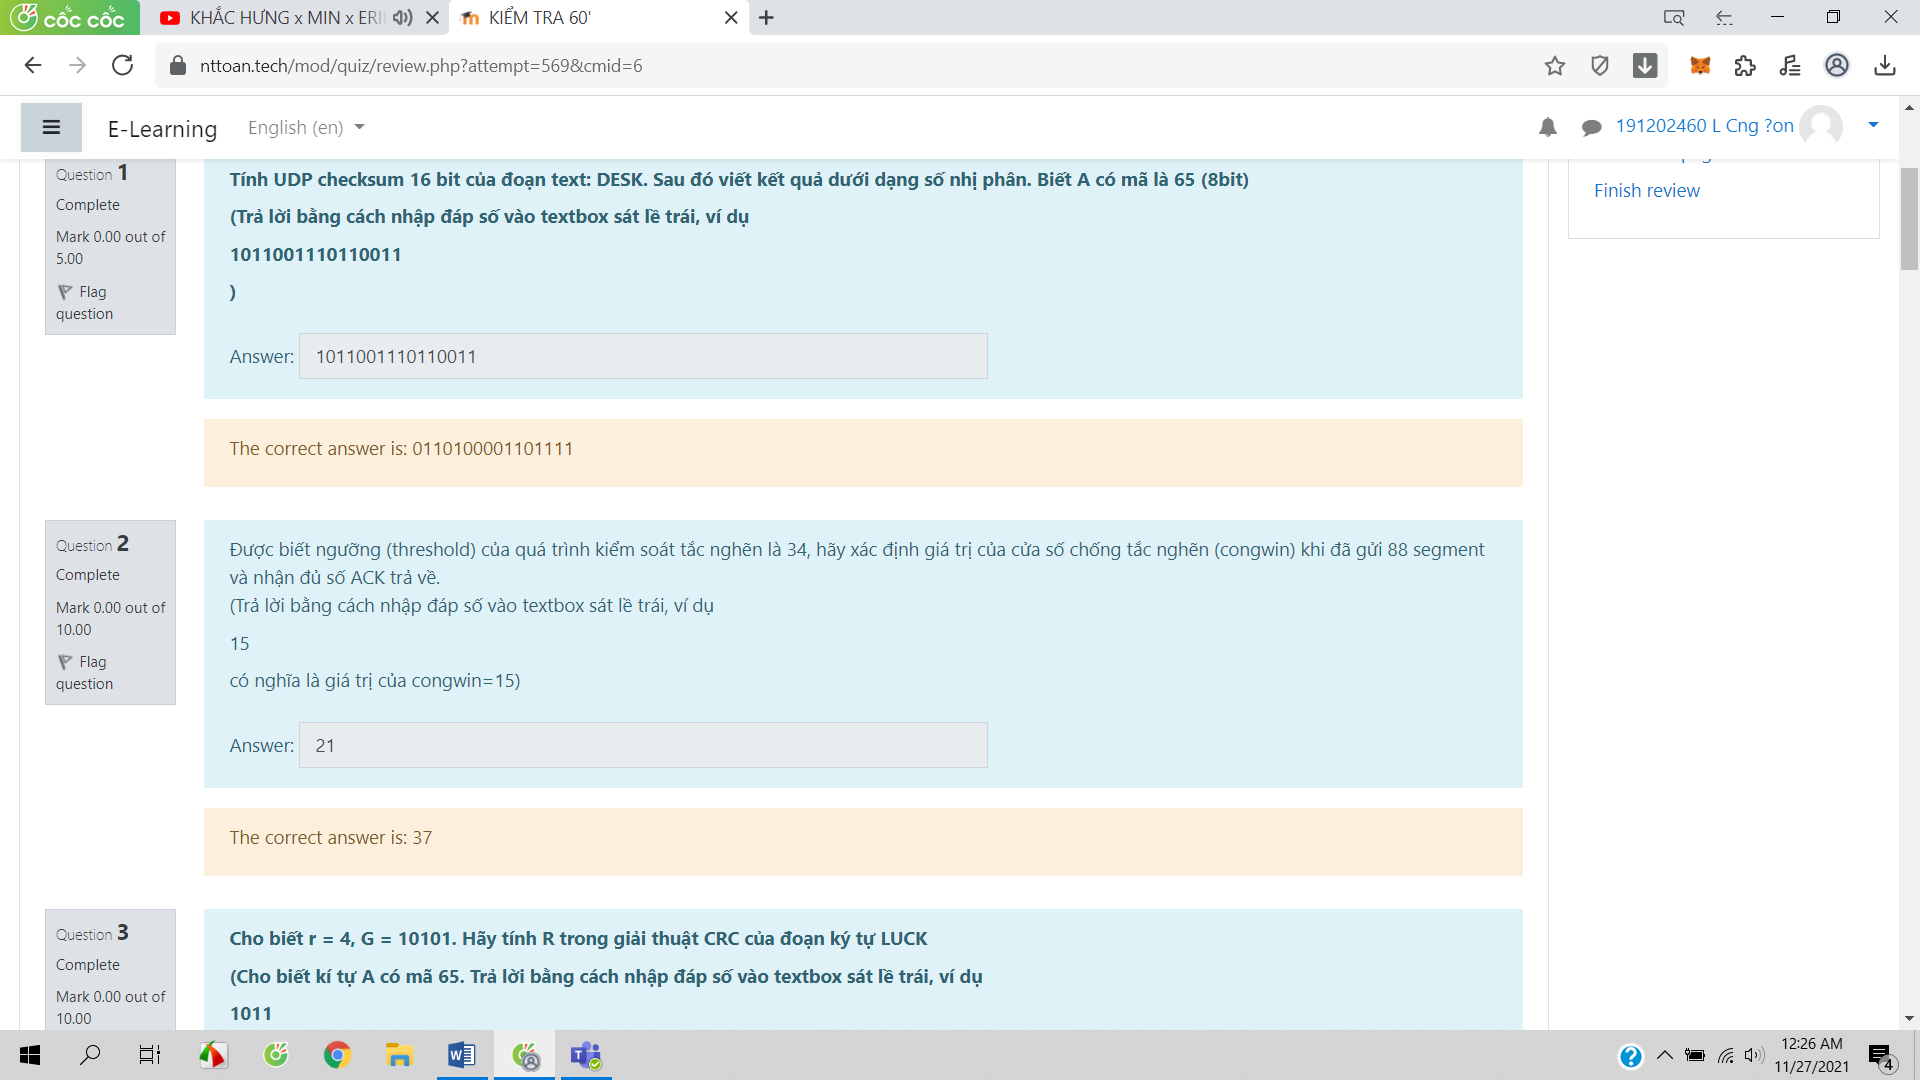 cốc cốc
KHẮC HƯNG x MIN x ERI
KIỂM TRA 60'
nttoan.tech/mod/quiz/review.php?attempt=569&cmid=6
E-Learning
English (en)
191202460 L Cng ?on
Finish review
Question 1
Complete
Mark 0.00 out of
5.00
Flag
question
Tính UDP checksum 16 bit của đoạn text: DESK. Sau đó viết kết quả dưới dạng số nhị phân. Biết A có mã là 65 (8bit)
(Trả lời bằng cách nhập đáp số vào textbox sát lề trái, ví dụ
1011001110110011
)
Answer: 1011001110110011
The correct answer is: 0110100001101111
Question 2
Complete
Mark 0.00 out of
10.00
Flag
question
Được biết ngưỡng (threshold) của quá trình kiểm soát tắc nghẽn là 34, hãy xác định giá trị của cửa số chống tắc nghẽn (congwin) khi đã gửi 88 segment
và nhận đủ số ACK trả về.
(Trả lời bằng cách nhập đáp số vào textbox sát lề trái, ví dụ
15
có nghĩa là giá trị của congwin=15)
Answer: 21
The correct answer is: 37
Question 3
Complete
Mark 0.00 out of
10.00
Cho biết r = 4, G = 10101. Hãy tính R trong giải thuật CRC của đoạn ký tự LUCK
(Cho biết kí tự A có mã 65. Trả lời bằng cách nhập đáp số vào textbox sát lề trái, ví dụ
1011
12:26 AM
11/27/2021
4